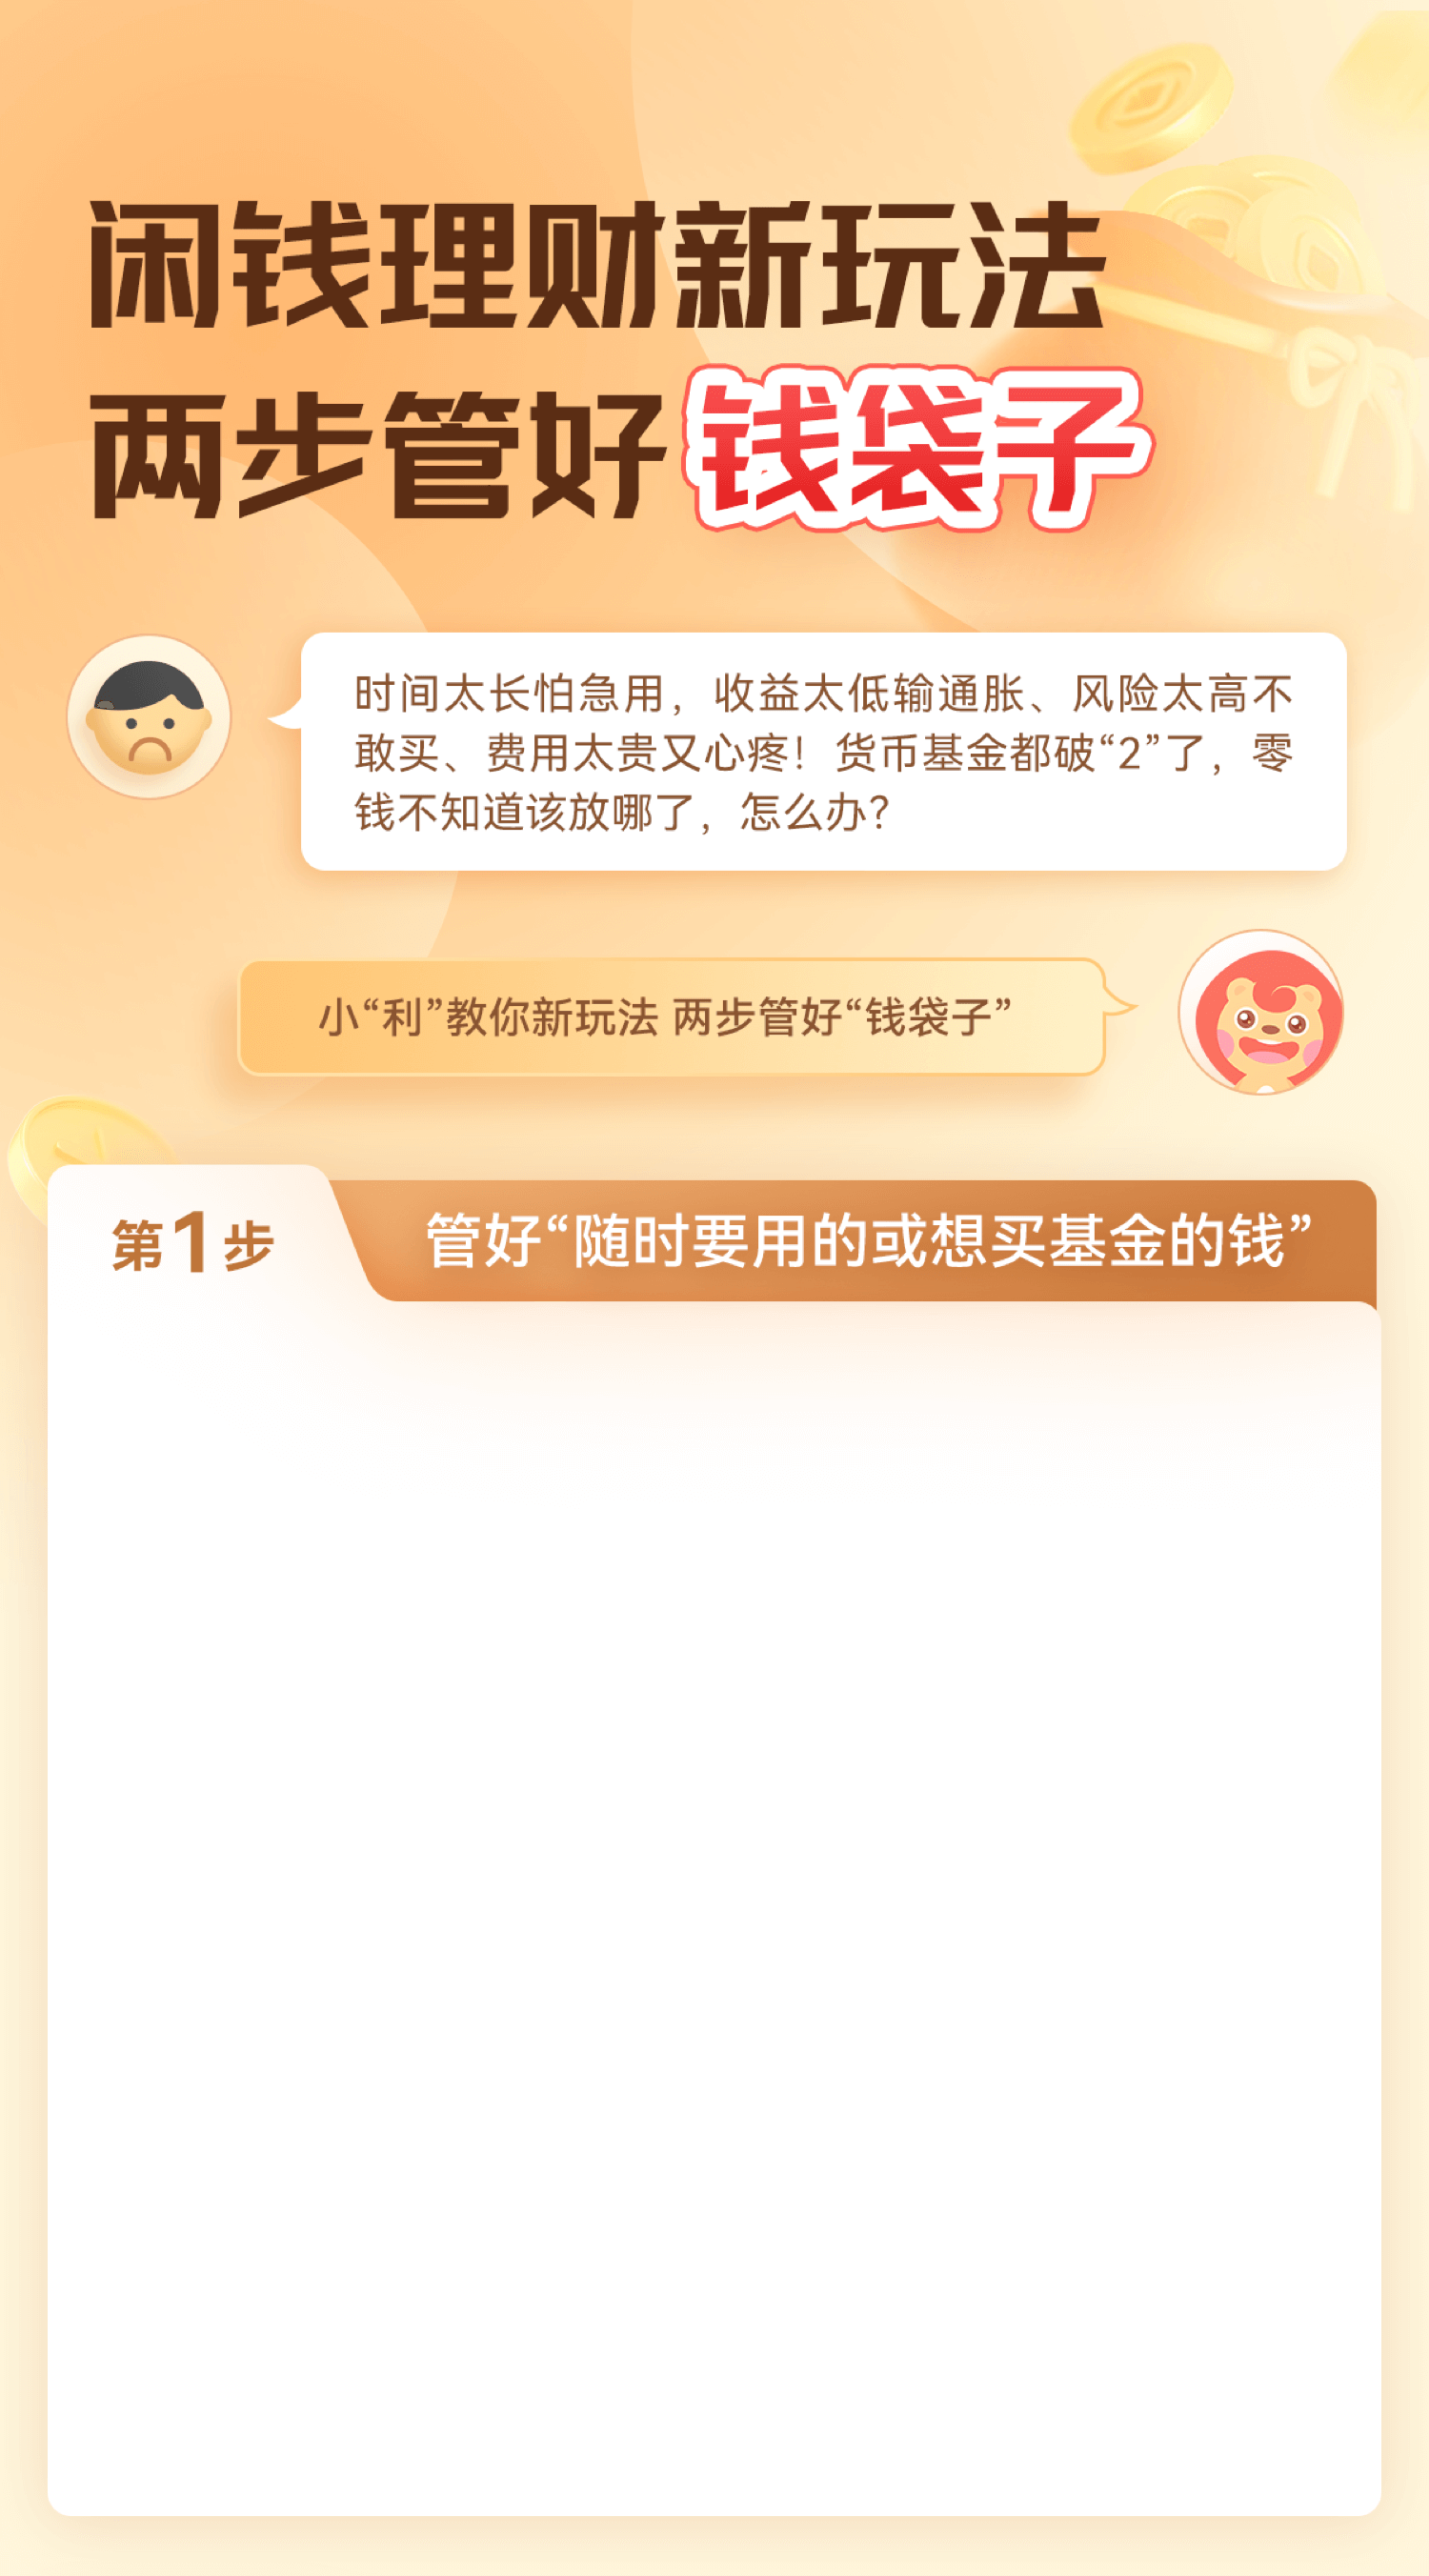 闲钱理财新玩法
两步管好钱袋子
时间太长怕急用，收益太低输通胀、风险太高不
敢买、费用太贵又心疼！货币基金都破“2”了，零
钱不知道该放哪了，怎么办？
小“利”教你新玩法 两步管好“钱袋子”
第1步
管好“随时要用的或想买基金的钱”